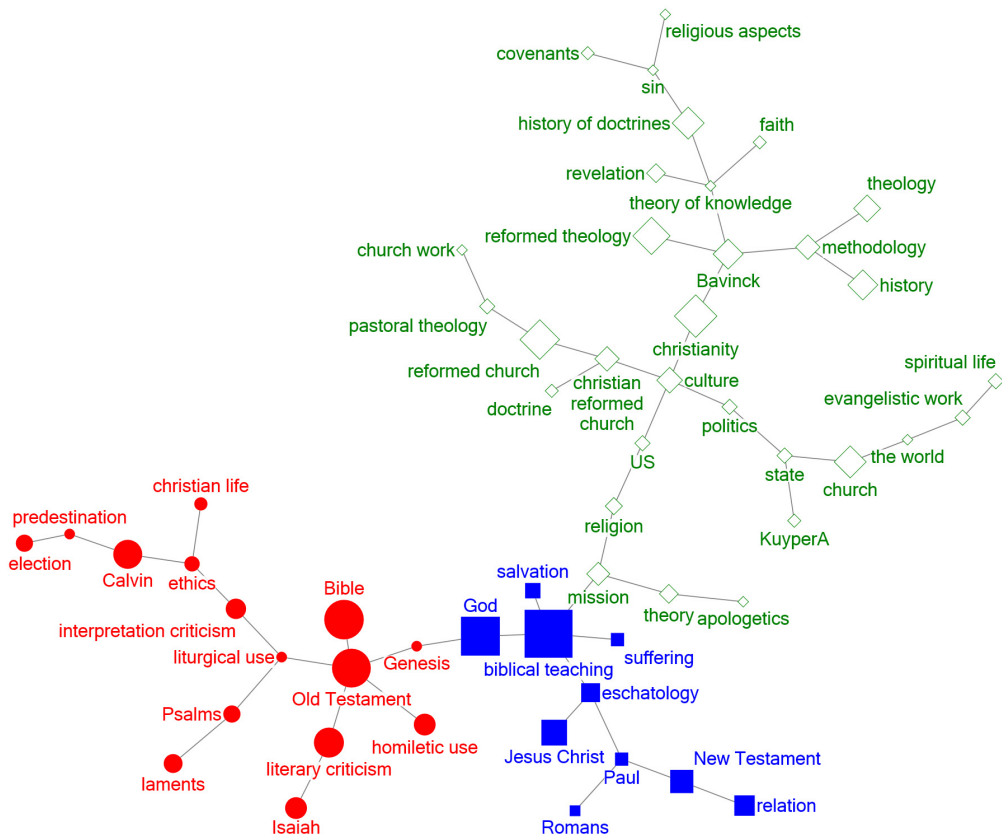 religious aspects
covenants
sin
history of doctrines
faith
revelation
theology
theory of knowledge
reformed theology
church work
methodology
Bavinck
history
pastoral theology
christianity
reformed church
spiritual life
christian
reformed
church
culture
evangelistic work
doctrine
politics
the world
US
state
church
christian life
predestination
religion
KuyperA
election
Calvin
ethics
salvation
Bible
mission
God
theory
apologetics
interpretation criticism
liturgical use
Genesis
biblical teaching
suffering
Old Testament
eschatology
Psalms
homiletic use
Jesus Christ
New Testament
literary criticism
laments
Paul
relation
Isaiah
Romans